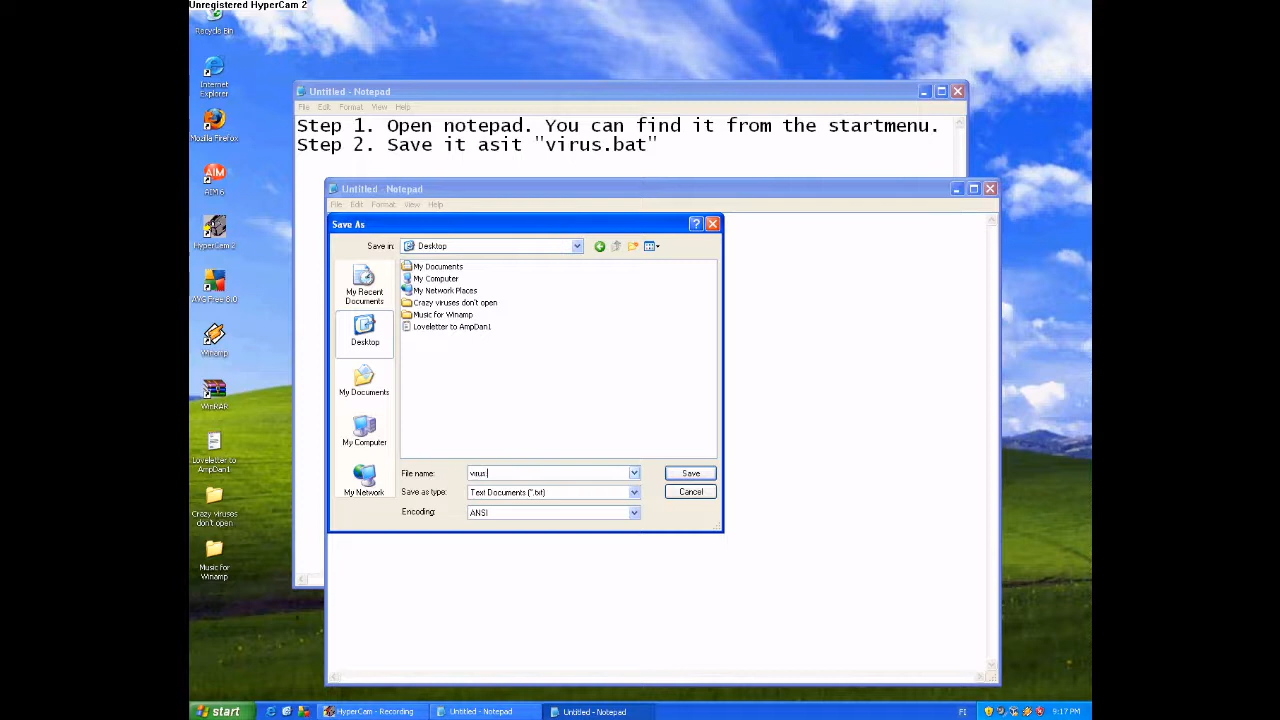 Unregistered HyperCam 2
Recycle Bin
Internet
Explorer
Mozilla Firefox
AIM 6
HyperCam 2
AVG Free 8.0
Winamp
WinRAR
Loveletter to
AmpDan1
Crazy viruses
don't open
Music for
Winamp
Untitled - Notepad
File Edit Format View Help
Step 1. Open notepad. You can find it from the startmenu.
Step 2. Save it asit "virus.bat"
Untitled - Notepad
File Edit Format View Help
Save As
Save in: Desktop
My Recent
Documents
Desktop
My Documents
My Computer
My Network
My Documents
My Computer
My Network Places
Crazy viruses don't open
Music for Winamp
Loveletter to AmpDan1
File name: virus
Save
Save as type: Text Documents (*.txt)
Cancel
Encoding: ANSI
start
HyperCam - Recording
Untitled - Notepad
Untitled - Notepad
FI
9:17 PM